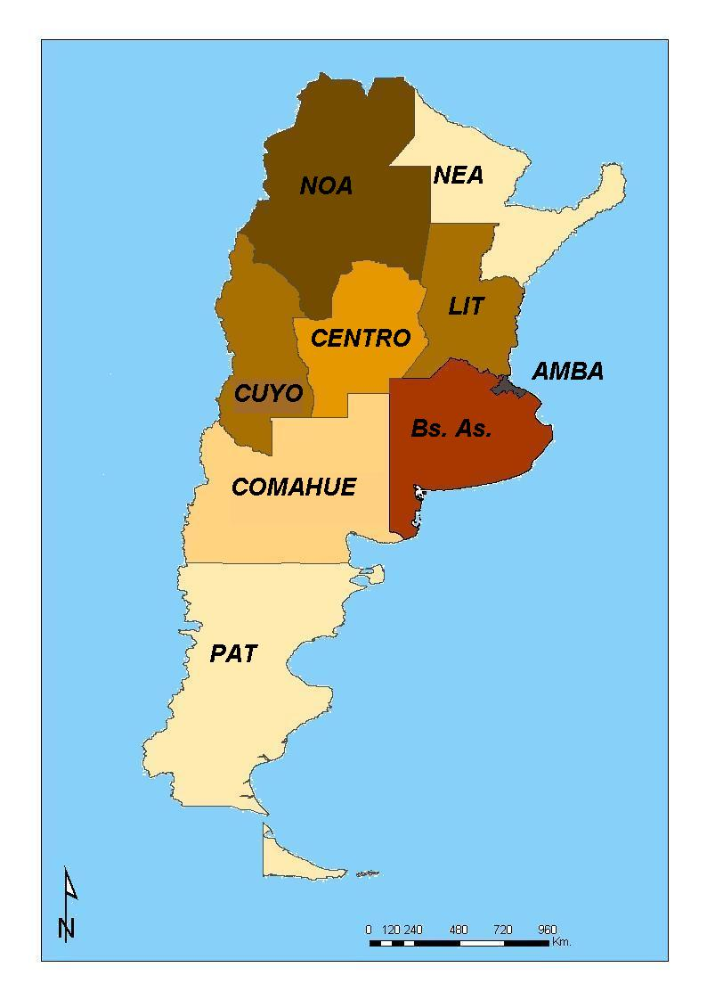 NOA
NEA
LIT
CENTRO
AMBA
CUYO
Bs. As.
COMAHUE
PAT
N
0 120 240 480 720 960
Km.